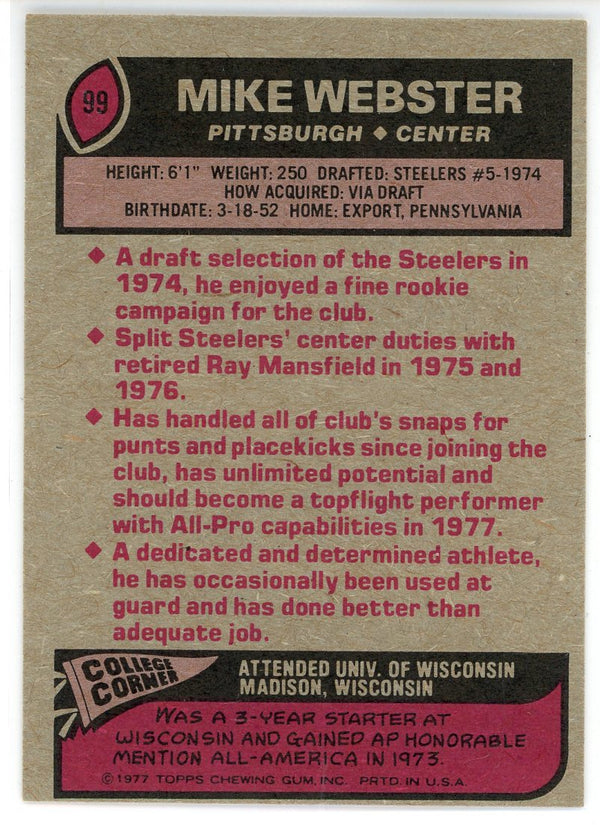 99
MIKE WEBSTER
PITTSBURGH ◆ CENTER
HEIGHT: 6'1" WEIGHT: 250 DRAFTED: STEELERS #5-1974
HOW ACQUIRED: VIA DRAFT
BIRTHDATE: 3-18-52 HOME: EXPORT, PENNSYLVANIA
◆ A draft selection of the Steelers in
1974, he enjoyed a fine rookie
campaign for the club.
◆ Split Steelers' center duties with
retired Ray Mansfield in 1975 and
1976.
◆ Has handled all of club's snaps for
punts and placekicks since joining the
club, has unlimited potential and
should become a topflight performer
with All-Pro capabilities in 1977.
◆ A dedicated and determined athlete,
he has occasionally been used at
guard and has done better than
adequate job.
COLLEGE
CORNER
ATTENDED UNIV. OF WISCONSIN
MADISON, WISCONSIN
WAS A 3-YEAR STARTER AT
WISCONSIN AND GAINED AP HONORABLE
MENTION ALL-AMERICA IN 1973.
©1977 TOPPS CHEWING GUM, INC. PRTD. IN U.S.A.